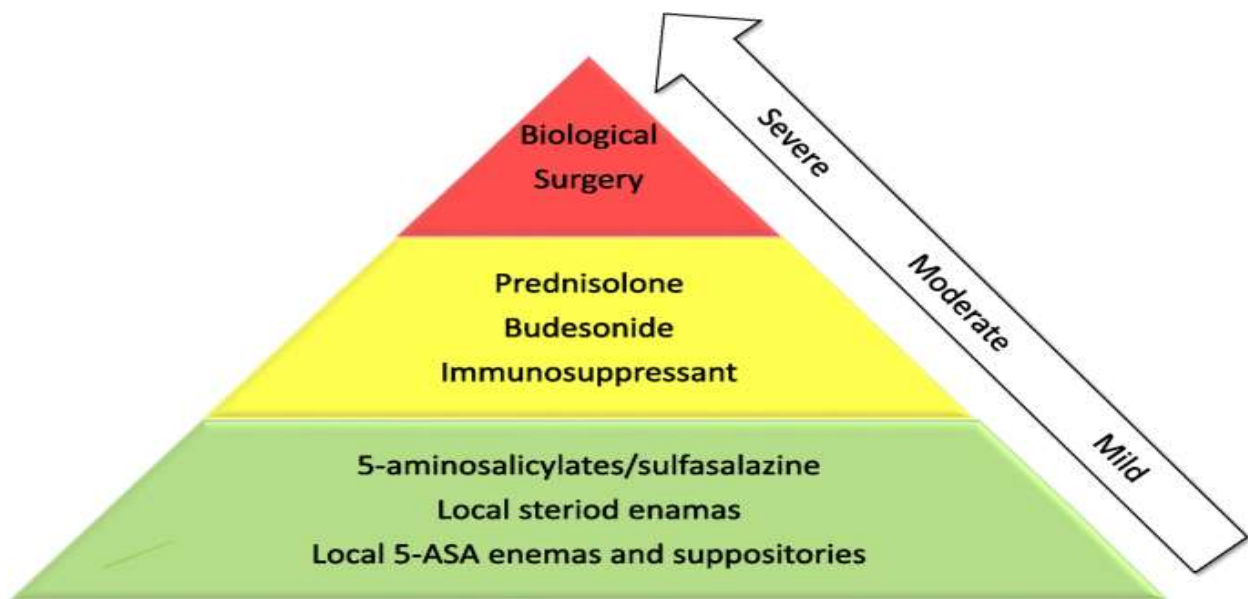 Biological
Surgery
Prednisolone
Budesonide
Immunosuppressant
5-aminosalicylates/sulfasalazine
Local steriod enamas
Local 5-ASA enemas and suppositories
Severe
Moderate
Mild